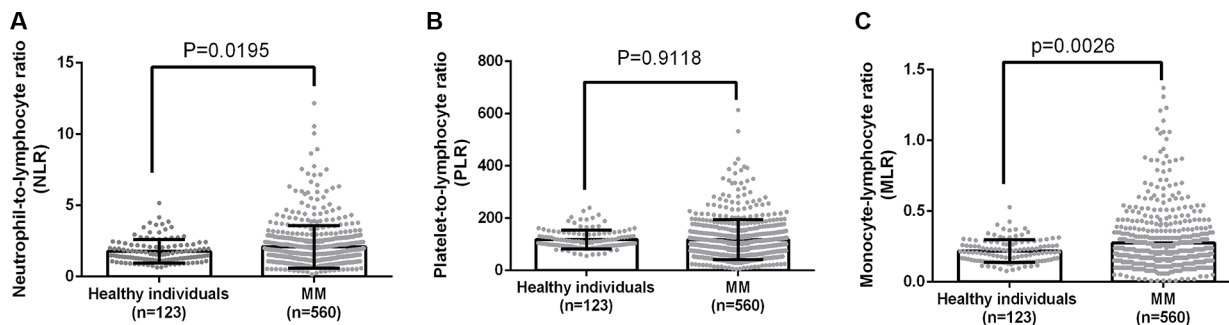 A
Neutrophil-to-lymphocyte ratio
(NLR)
P=0.0195
15
10
5
0
Healthy individuals
(n=123)
MM
(n=560)
B
Platelet-to-lymphocyte ratio
(PLR)
P=0.9118
800
600
400
200
0
Healthy individuals
(n=123)
MM
(n=560)
C
Monocyte-lymphocyte ratio
(MLR)
p=0.0026
1.5
1.0
0.5
0.0
Healthy individuals
(n=123)
MM
(n=560)